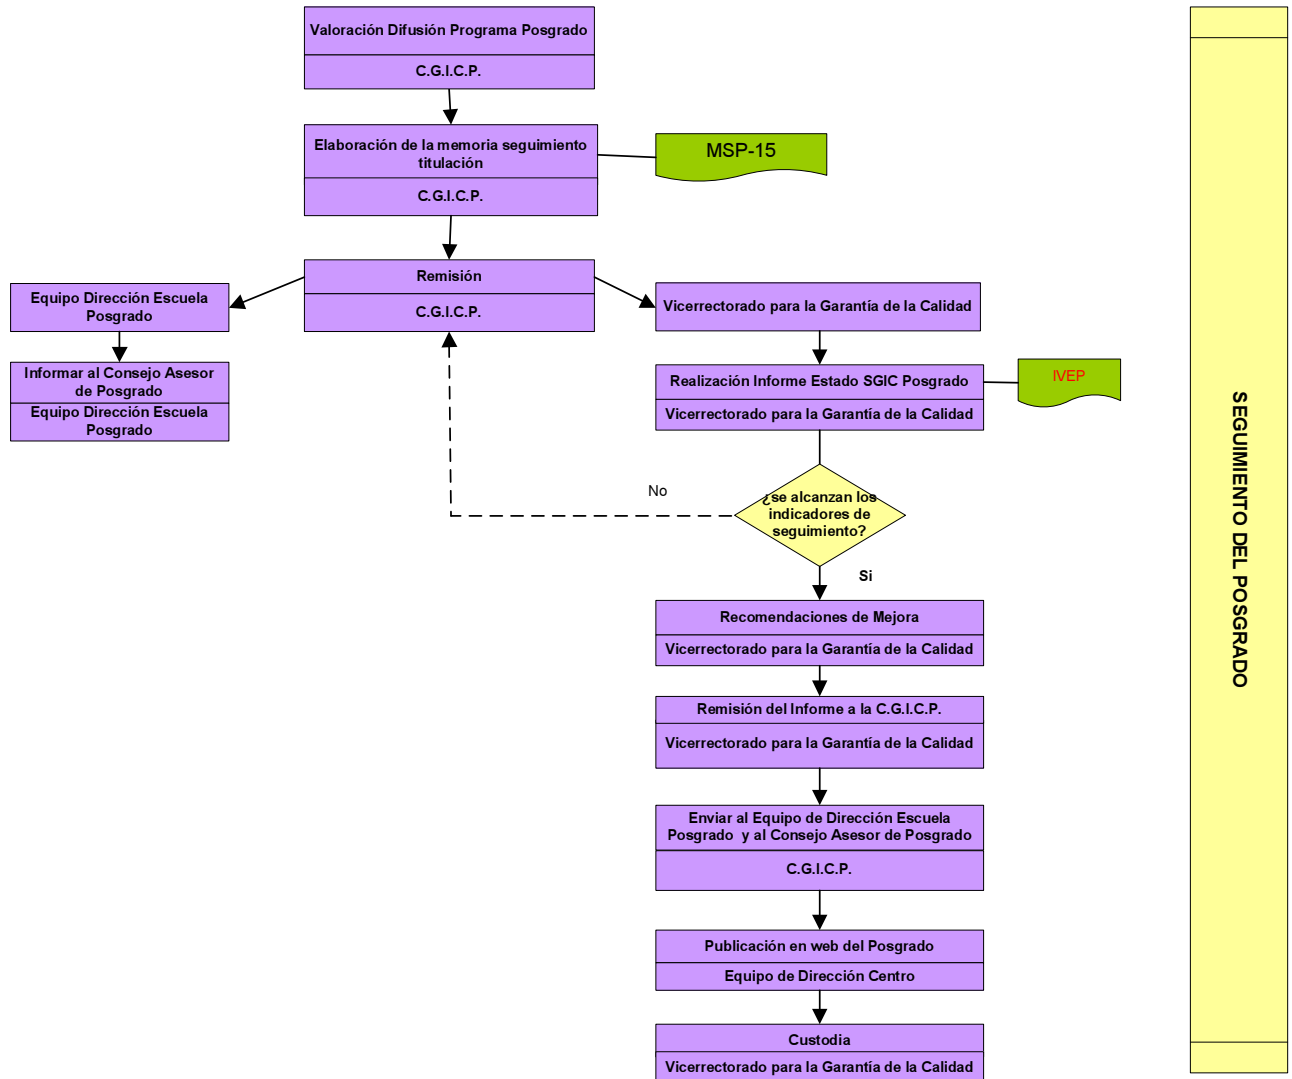 Valoración Difusión Programa Posgrado
C.G.I.C.P.
Elaboración de la memoria seguimiento
titulación
C.G.I.C.P.
MSP-15
Remisión
C.G.I.C.P.
Equipo Dirección Escuela
Posgrado
Informar al Consejo Asesor
de Posgrado
Equipo Dirección Escuela
Posgrado
Vicerrectorado para la Garantía de la Calidad
Realización Informe Estado SGIC Posgrado
Vicerrectorado para la Garantía de la Calidad
IVEP
¿se alcanzan los
indicadores de
seguimiento?
No
Si
Recomendaciones de Mejora
Vicerrectorado para la Garantía de la Calidad
Remisión del Informe a la C.G.I.C.P.
Vicerrectorado para la Garantía de la Calidad
Enviar al Equipo de Dirección Escuela
Posgrado y al Consejo Asesor de Posgrado
C.G.I.C.P.
Publicación en web del Posgrado
Equipo de Dirección Centro
Custodia
Vicerrectorado para la Garantía de la Calidad
SEGUIMIENTO DEL POSGRADO